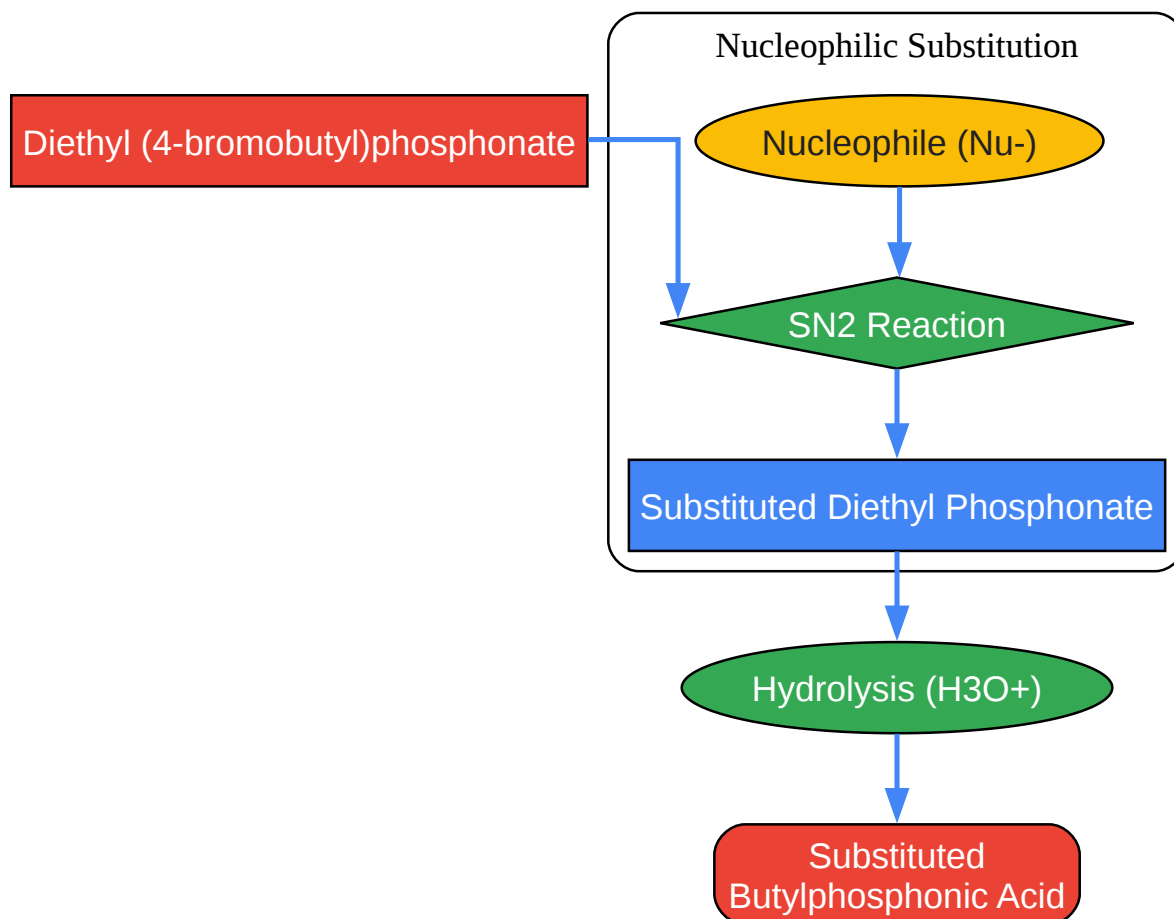 Nucleophilic Substitution
Diethyl (4-bromobutyl)phosphonate
Nucleophile (Nu-)
SN2 Reaction
Substituted Diethyl Phosphonate
Hydrolysis (H3O+)
Substituted
Butylphosphonic Acid